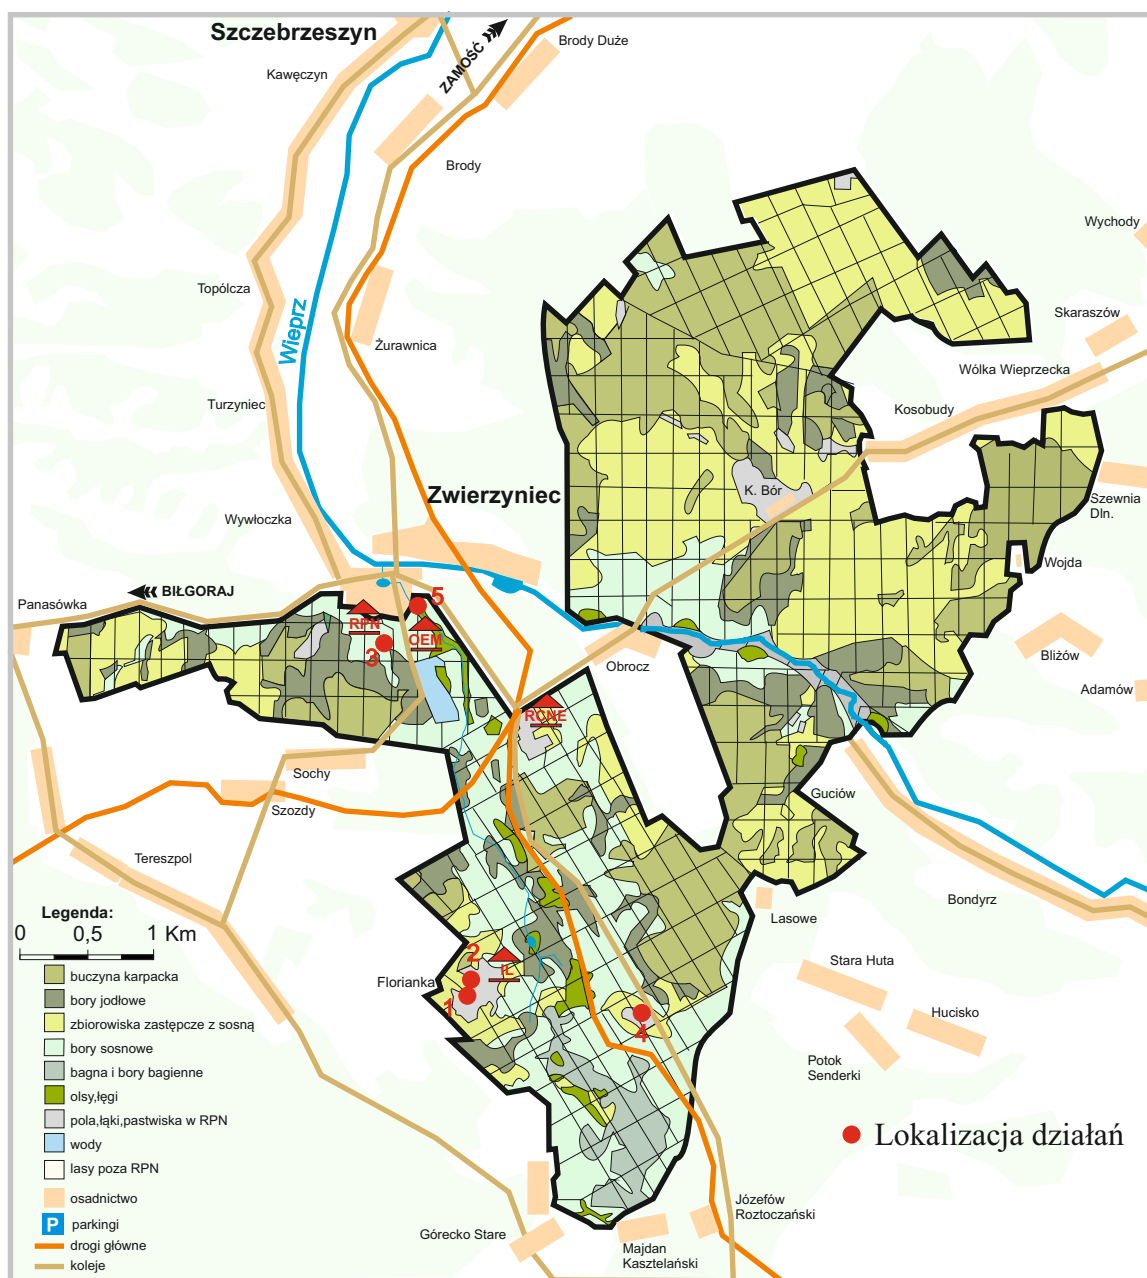 Szczebrzeszyn
Brody Duże
Kawęczyn
ZAMOŚĆ
Brody
Wychody
Topólcza
Wieprz
Skaraszów
Żurawnica
Wólka Wieprzecka
Turzyniec
Kosobudy
Zwierzyniec
K. Bór
Szewnia
Dln.
Wywłoczka
Wojda
BIŁGORAJ
5
Panasówka
RPN
OEM
3
Obrocz
Bliżów
Adamów
RCNE
Sochy
Szozdy
Guciów
Tereszpol
Lasowe
Bondyrz
2
Florianka
IL
1
4
Stara Huta
Hucisko
Potok
Senderki
Legenda:
0 0,5 1 Km
buczyna karpacka
bory jodłowe
zbiorowiska zastępcze z sosną
bory sosnowe
bagna i bory bagienne
olsy,łęgi
pola,łąki,pastwiska w RPN
wody
lasy poza RPN
osadnictwo
P parkingi
drogi główne
koleje
Lokalizacja działań
Józefów
Roztoczański
Górecko Stare
Majdan
Kasztelański